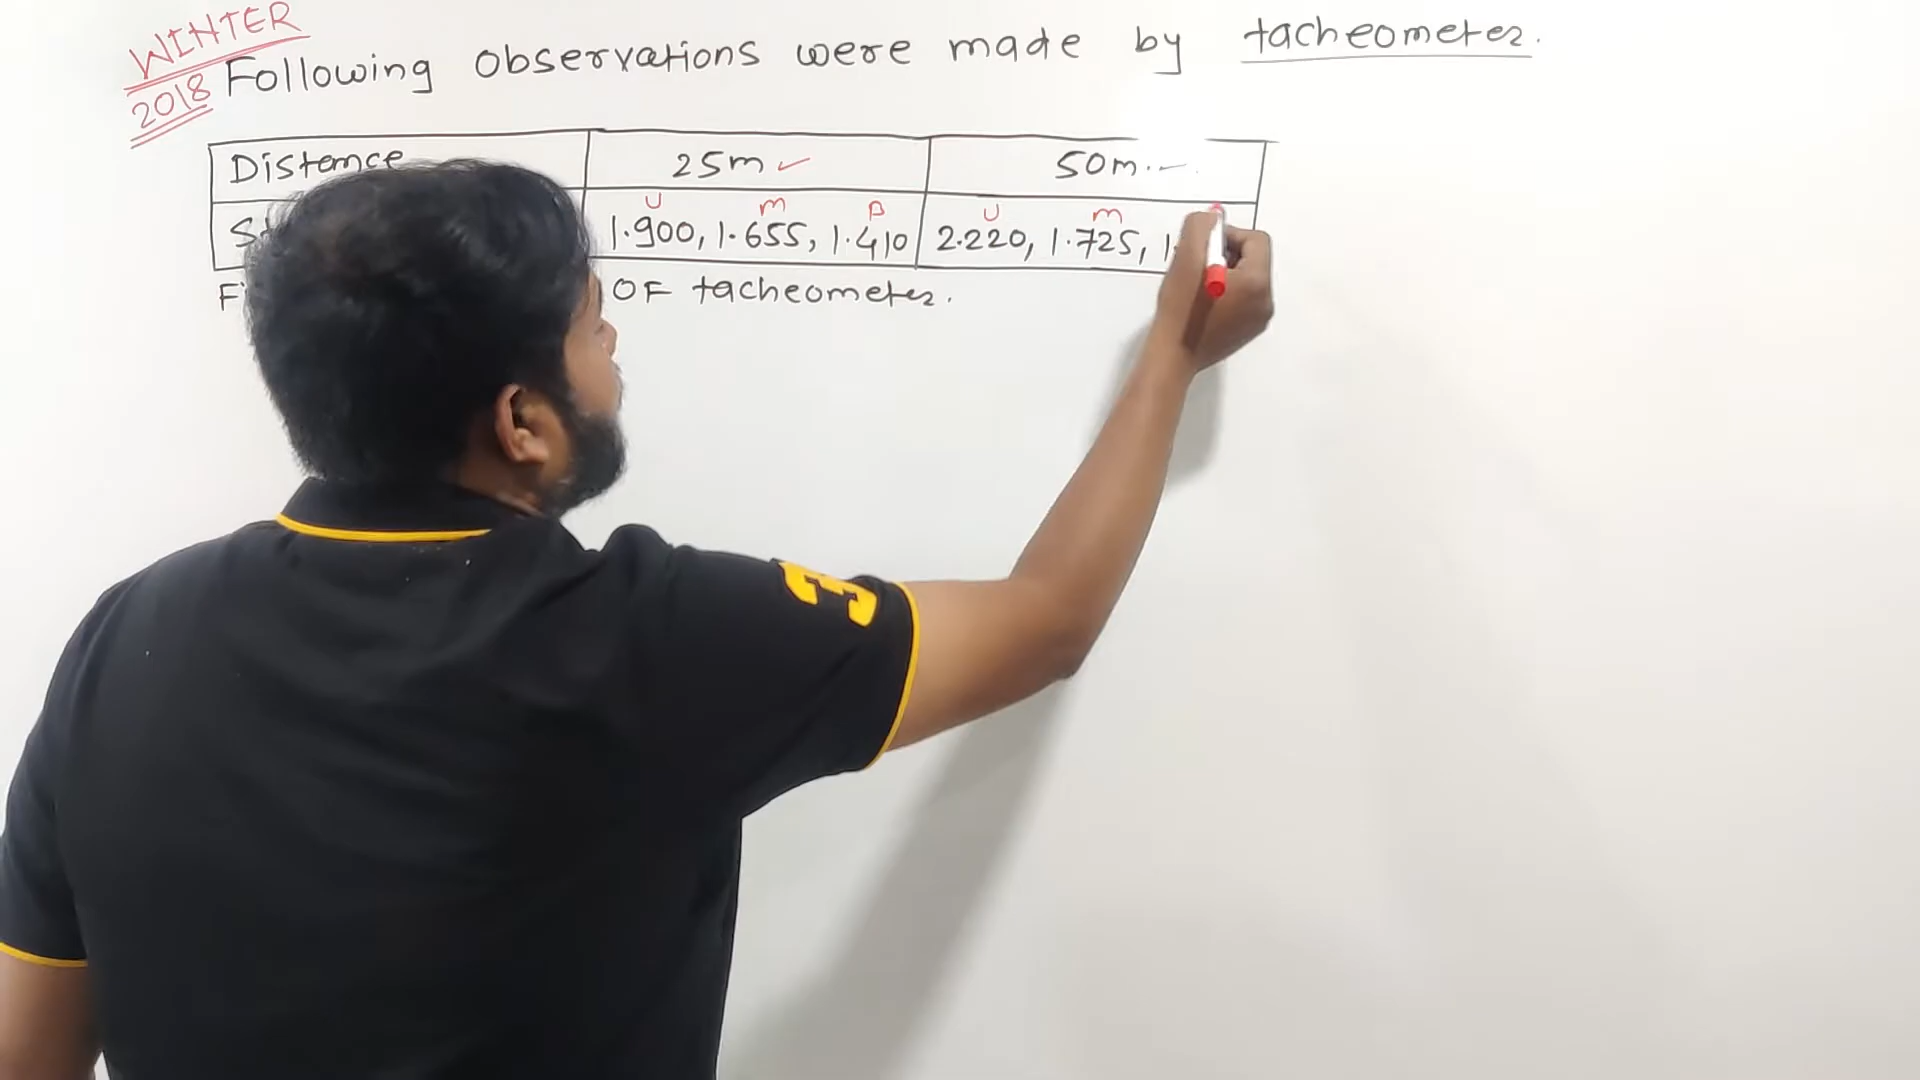 WINTER
2018
Following observations were made by tacheometer.
Distance 25m 50m.
U m B U m
1.900, 1.655, 1.410 2.220, 1.725,
OF tacheometer.
3